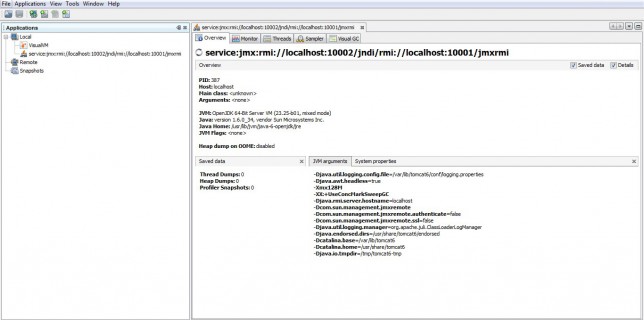 File Applications View Tools Window Help
Applications
Local
VisualVM
service:jmx:rmi://localhost:10002/jndi/rmi://localhost:10001/jmxrmi
Remote
Snapshots
service:jmx:rmi://localhost:10002/jndi/rmi://localhost:10001/jmxrmi
Overview Monitor Threads Sampler Visual GC
service:jmx:rmi://localhost:10002/jndi/rmi://localhost:10001/jmxrmi
Overview Saved data Details
PID: 387
Host: localhost
Main class: <unknown>
Arguments: <none>
JVM: OpenJDK 64-Bit Server VM (23.25-b01, mixed mode)
Java: version 1.6.0_34, vendor Sun Microsystems Inc.
Java Home: /usr/lib/jvm/java-6-openjdk/jre
JVM Flags: <none>
Heap dump on OOME: disabled
Saved data
Thread Dumps: 0
Heap Dumps: 0
Profiler Snapshots: 0
JVM arguments System properties
-Djava.util.logging.config.file=/var/lib/tomcat6/conf/logging.properties
-Djava.awt.headless=true
-Xmx128M
-XX:+UseConcMarkSweepGC
-Djava.rmi.server.hostname=localhost
-Dcom.sun.management.jmxremote
-Dcom.sun.management.jmxremote.authenticate=false
-Dcom.sun.management.jmxremote.ssl=false
-Djava.util.logging.manager=org.apache.juli.ClassLoaderLogManager
-Djava.endorsed.dirs=/usr/share/tomcat6/endorsed
-Dcatalina.base=/var/lib/tomcat6
-Dcatalina.home=/usr/share/tomcat6
-Djava.io.tmpdir=/tmp/tomcat6-tmp